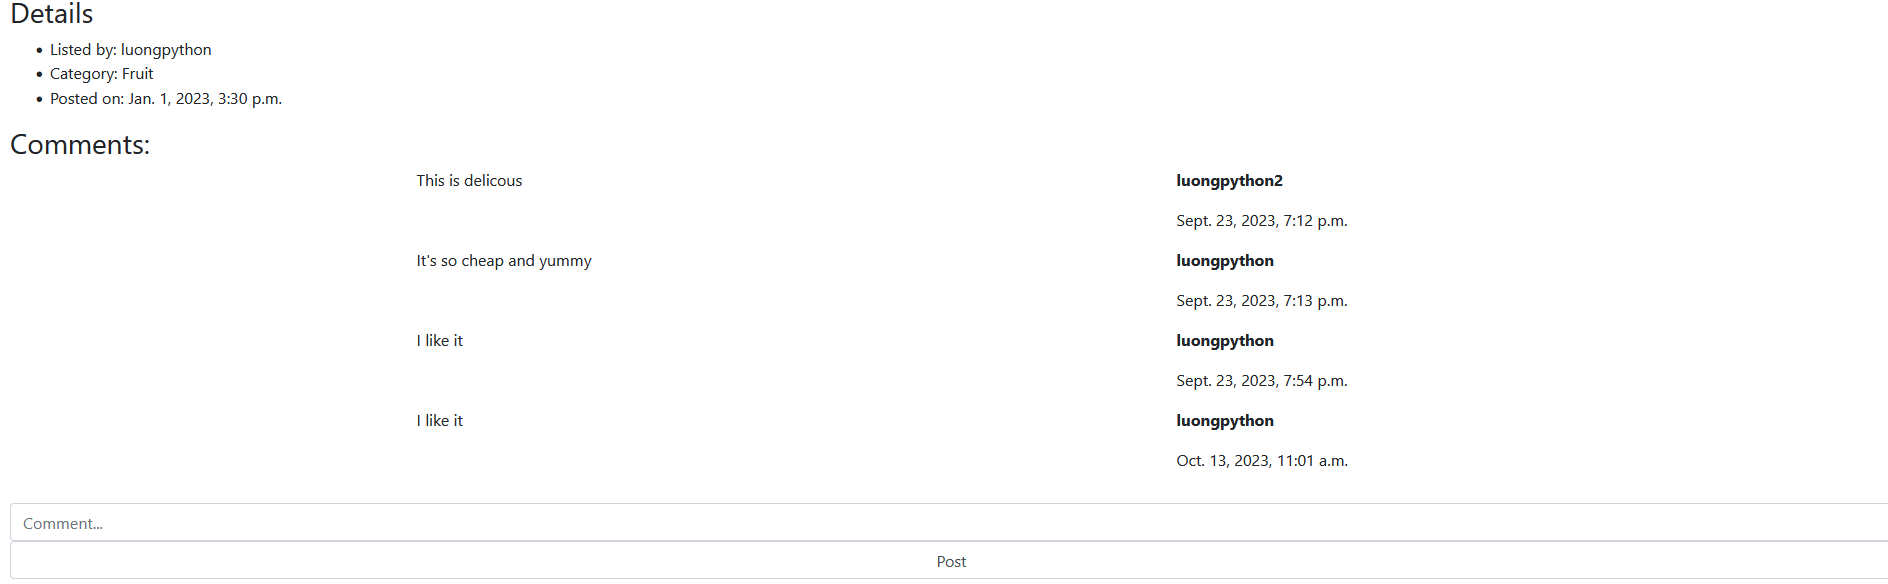 Details
Listed by: luongpython
Category: Fruit
Posted on: Jan. 1, 2023, 3:30 p.m.
Comments:
This is delicous
luongpython2
Sept. 23, 2023, 7:12 p.m.
It's so cheap and yummy
luongpython
Sept. 23, 2023, 7:13 p.m.
I like it
luongpython
Sept. 23, 2023, 7:54 p.m.
I like it
luongpython
Oct. 13, 2023, 11:01 a.m.
Comment...
Post